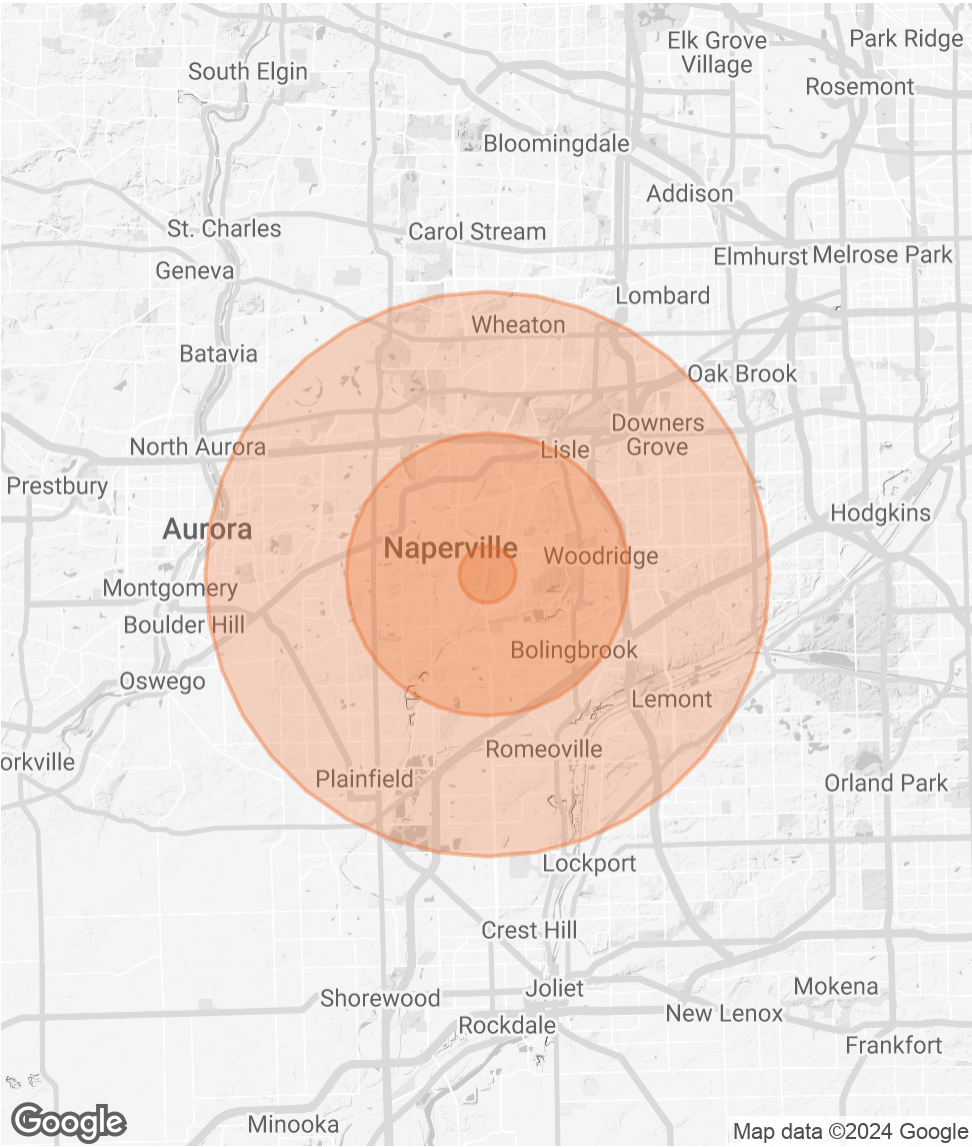 Elk Grove
Village
Park Ridge
South Elgin
Rosemont
Bloomingdale
Addison
St. Charles
Carol Stream
Elmhurst
Melrose Park
Geneva
Lombard
Wheaton
Batavia
Oak Brook
Downers
Grove
North Aurora
Lisle
Prestbury
Hodgkins
Aurora
Naperville
Woodridge
Montgomery
Boulder Hill
Bolingbrook
Oswego
Lemont
Romeoville
orkville
Plainfield
Orland Park
Lockport
Crest Hill
Joliet
Mokena
Shorewood
New Lenox
Rockdale
Frankfort
Minooka
Google
Map data ©2024 Google